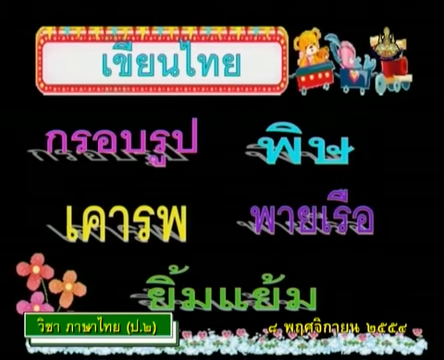 เขียนไทย
กรอบรูป พิษ
เคารพ พายเรือ
ยิ้มแย้ม
วิชา ภาษาไทย (ป.๒) ๘ พฤศจิกายน ๒๕๕๔